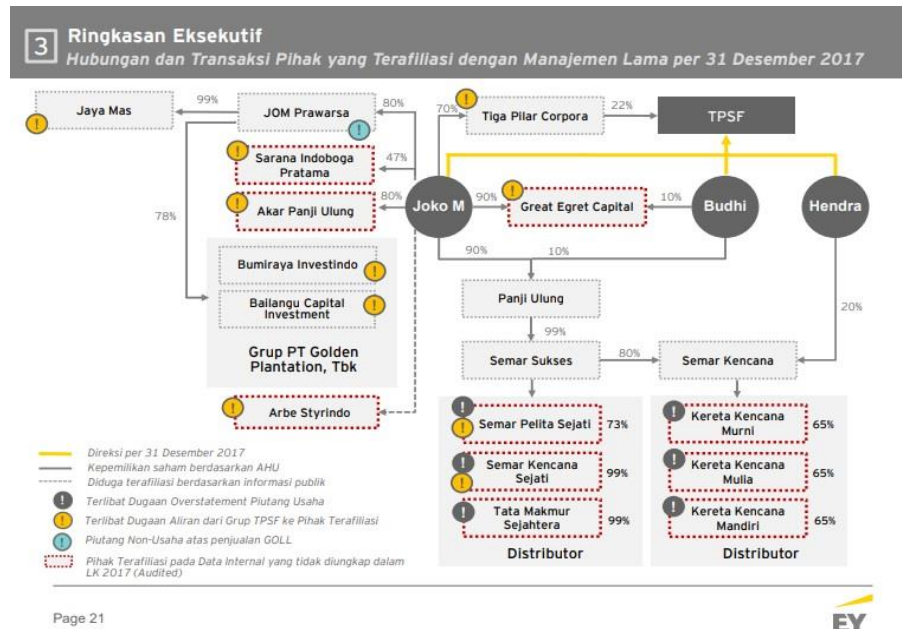 3
Ringkasan Eksekutif
Hubungan dan Transaksi Pihak yang Terafiliasi dengan Manajemen Lama per 31 Desember 2017
Jaya Mas
99%
JOM Prawarsa
80%
70%
Tiga Pilar Corpora
22%
TPSF
Sarana Indoboga
Pratama
47%
Akar Panji Ulung
80%
Joko M
90%
Great Egret Capital
10%
Budhi
Hendra
78%
Bumiraya Investindo
Bailangu Capital
Investment
Grup PT Golden
Plantation, Tbk
90%
10%
Panji Ulung
99%
20%
Semar Sukses
80%
Semar Kencana
Arbe Styrindo
Semar Pelita Sejati
73%
Semar Kencana
Sejati
99%
Tata Makmur
Sejahtera
99%
Distributor
Kereta Kencana
Murni
65%
Kereta Kencana
Mulia
65%
Kereta Kencana
Mandiri
65%
Distributor
Direksi per 31 Desember 2017
Kepemilikan saham berdasarkan AHU
Diduga terafiliasi berdasarkan informasi publik
Terlibat Dugaan Overstatement Piutang Usaha
Terlibat Dugaan Aliran dari Grup TPSF ke Pihak Terafiliasi
Piutang Non-Usaha atas penjualan GOLL
Pihak Terafiliasi pada Data Internal yang tidak diungkap dalam
LK 2017 (Audited)
Page 21
EY